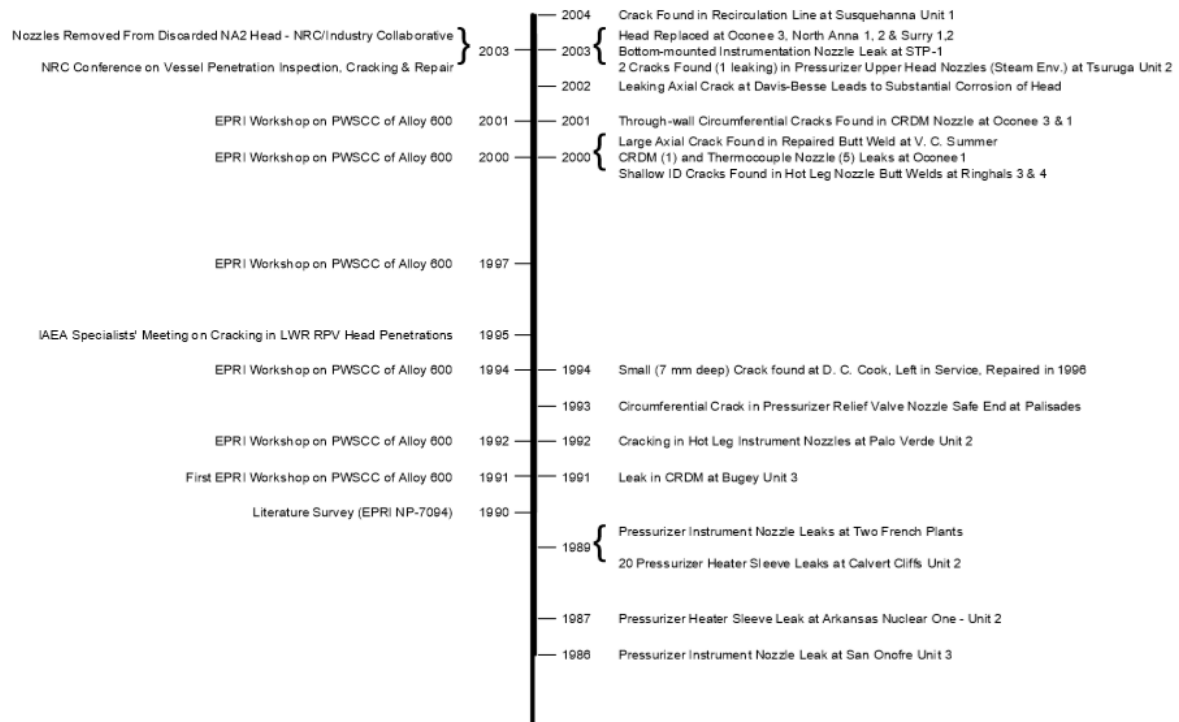 2004 Crack Found in Recirculation Line at Susquehanna Unit 1
Nozzles Removed From Discarded NA2 Head - NRC/Industry Collaborative
NRC Conference on Vessel Penetration Inspection, Cracking & Repair
2003
2003
Head Replaced at Oconee 3, North Anna 1, 2 & Surry 1,2
Bottom-mounted Instrumentation Nozzle Leak at STP-1
2 Cracks Found (1 leaking) in Pressurizer Upper Head Nozzles (Steam Env.) at Tsuruga Unit 2
2002 Leaking Axial Crack at Davis-Besse Leads to Substantial Corrosion of Head
EPRI Workshop on PWSCC of Alloy 600 2001 2001 Through-wall Circumferential Cracks Found in CRDM Nozzle at Oconee 3 & 1
EPRI Workshop on PWSCC of Alloy 600 2000 2000
Large Axial Crack Found in Repaired Butt Weld at V. C. Summer
CRDM (1) and Thermocouple Nozzle (5) Leaks at Oconee 1
Shallow ID Cracks Found in Hot Leg Nozzle Butt Welds at Ringhals 3 & 4
EPRI Workshop on PWSCC of Alloy 600 1997
IAEA Specialists' Meeting on Cracking in LWR RPV Head Penetrations 1995
EPRI Workshop on PWSCC of Alloy 600 1994 1994 Small (7 mm deep) Crack found at D. C. Cook, Left in Service, Repaired in 1996
1993 Circumferential Crack in Pressurizer Relief Valve Nozzle Safe End at Palisades
EPRI Workshop on PWSCC of Alloy 600 1992 1992 Cracking in Hot Leg Instrument Nozzles at Palo Verde Unit 2
First EPRI Workshop on PWSCC of Alloy 600 1991 1991 Leak in CRDM at Bugey Unit 3
Literature Survey (EPRI NP-7094) 1990
1989
Pressurizer Instrument Nozzle Leaks at Two French Plants
20 Pressurizer Heater Sleeve Leaks at Calvert Cliffs Unit 2
1987 Pressurizer Heater Sleeve Leak at Arkansas Nuclear One - Unit 2
1986 Pressurizer Instrument Nozzle Leak at San Onofre Unit 3